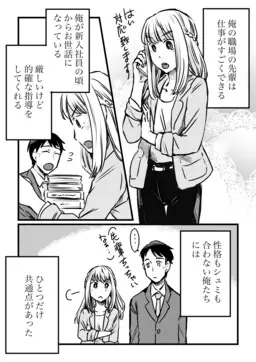 俺の職場の先輩は
仕事がすごくできる
はい
対応致します
俺が新人社員の頃
からお世話に
なっている
厳しいけど
的確な指導を
してくれる
性格もシュミも
合わない俺たち
には
…
(先輩ちっちゃ…)
ひとつだけ
共通点があった